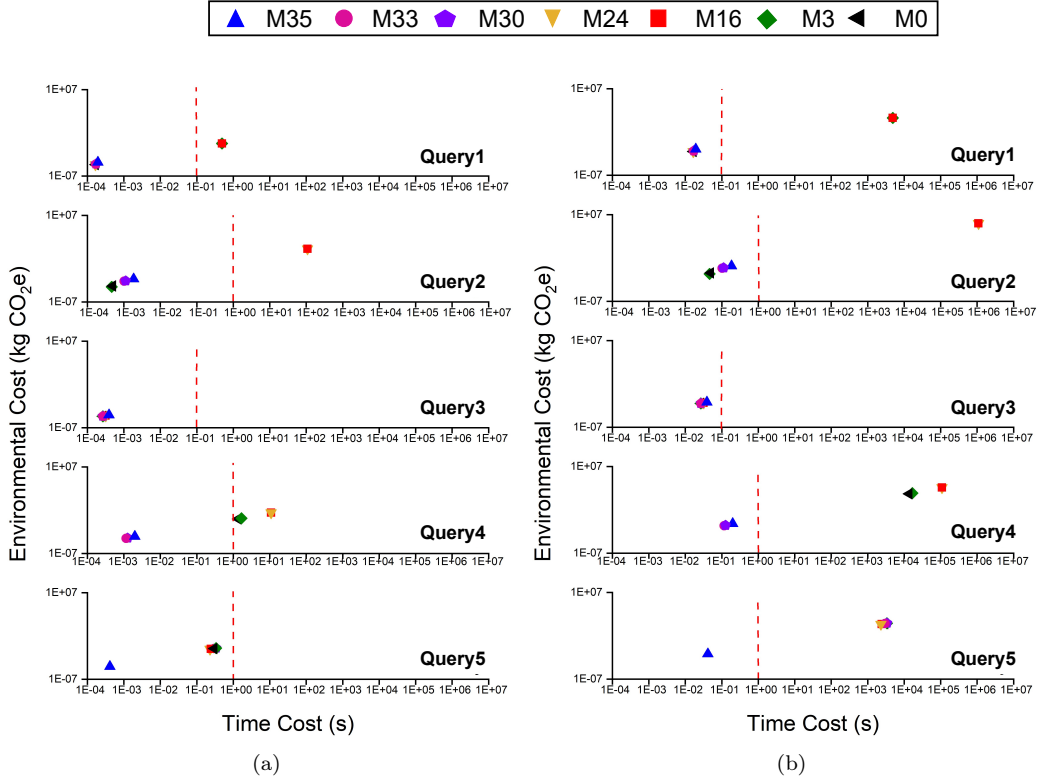 M35 M33 M30 M24 M16 M3 M0
Environmental Cost (kg CO₂e)
1E+07
Query1
1E-07
1E-04 1E-03 1E-02 1E-01 1E+00 1E+01 1E+02 1E+03 1E+04 1E+05 1E+06 1E+07
1E+07
Query2
1E-07
1E-04 1E-03 1E-02 1E-01 1E+00 1E+01 1E+02 1E+03 1E+04 1E+05 1E+06 1E+07
1E+07
Query3
1E-07
1E-04 1E-03 1E-02 1E-01 1E+00 1E+01 1E+02 1E+03 1E+04 1E+05 1E+06 1E+07
1E+07
Query4
1E-07
1E-04 1E-03 1E-02 1E-01 1E+00 1E+01 1E+02 1E+03 1E+04 1E+05 1E+06 1E+07
1E+07
Query5
1E-07
1E-04 1E-03 1E-02 1E-01 1E+00 1E+01 1E+02 1E+03 1E+04 1E+05 1E+06 1E+07
Time Cost (s)
(a)
Environmental Cost (kg CO₂e)
1E+07
Query1
1E-07
1E-04 1E-03 1E-02 1E-01 1E+00 1E+01 1E+02 1E+03 1E+04 1E+05 1E+06 1E+07
1E+07
Query2
1E-07
1E-04 1E-03 1E-02 1E-01 1E+00 1E+01 1E+02 1E+03 1E+04 1E+05 1E+06 1E+07
1E+07
Query3
1E-07
1E-04 1E-03 1E-02 1E-01 1E+00 1E+01 1E+02 1E+03 1E+04 1E+05 1E+06 1E+07
1E+07
Query4
1E-07
1E-04 1E-03 1E-02 1E-01 1E+00 1E+01 1E+02 1E+03 1E+04 1E+05 1E+06 1E+07
1E+07
Query5
1E-07
1E-04 1E-03 1E-02 1E-01 1E+00 1E+01 1E+02 1E+03 1E+04 1E+05 1E+06 1E+07
Time Cost (s)
(b)